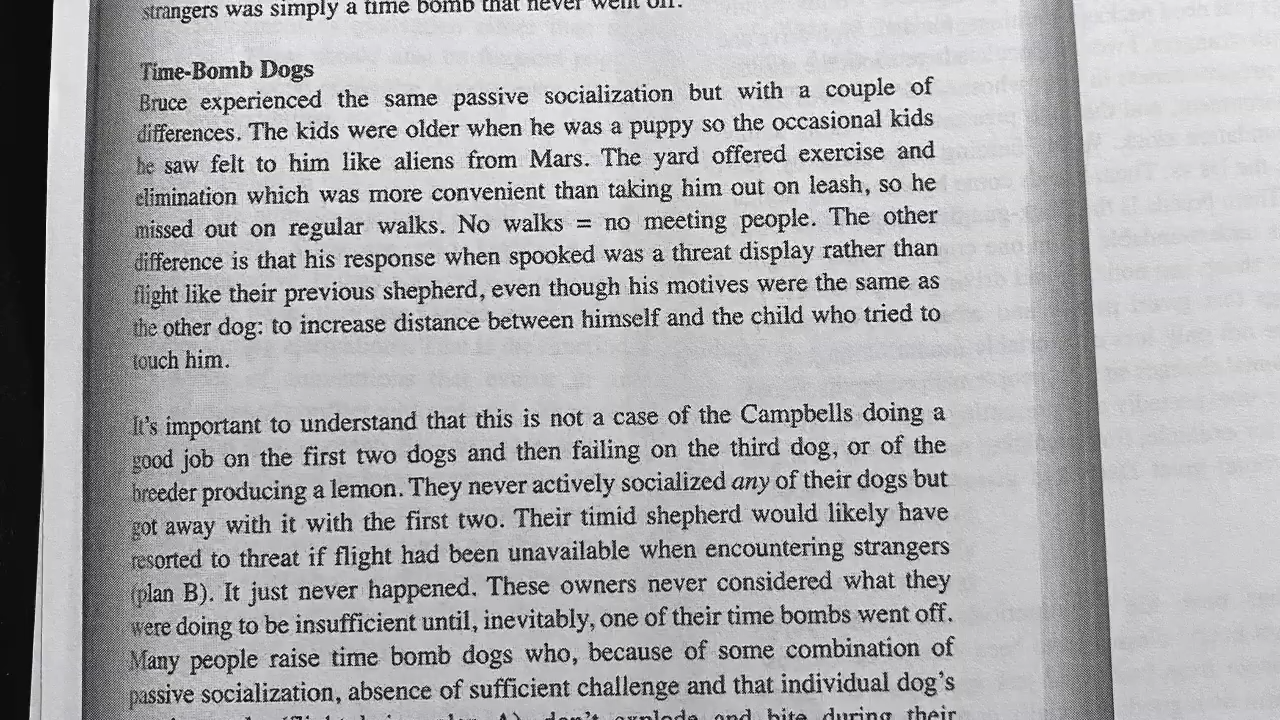 strangers was simply a time bomb that never went off.
Time-Bomb Dogs
Bruce experienced the same passive socialization but with a couple of
differences. The kids were older when he was a puppy so the occasional kids
he saw felt to him like aliens from Mars. The yard offered exercise and
elimination which was more convenient than taking him out on leash, so he
missed out on regular walks. No walks = no meeting people. The other
difference is that his response when spooked was a threat display rather than
flight like their previous shepherd, even though his motives were the same as
the other dog: to increase distance between himself and the child who tried to
touch him.
It's important to understand that this is not a case of the Campbells doing a
good job on the first two dogs and then failing on the third dog, or of the
breeder producing a lemon. They never actively socialized any of their dogs but
got away with it with the first two. Their timid shepherd would likely have
resorted to threat if flight had been unavailable when encountering strangers
(plan B). It just never happened. These owners never considered what they
were doing to be insufficient until, inevitably, one of their time bombs went off.
Many people raise time bomb dogs who, because of some combination of
passive socialization, absence of sufficient challenge and that individual dog's
don't explode and bite during their